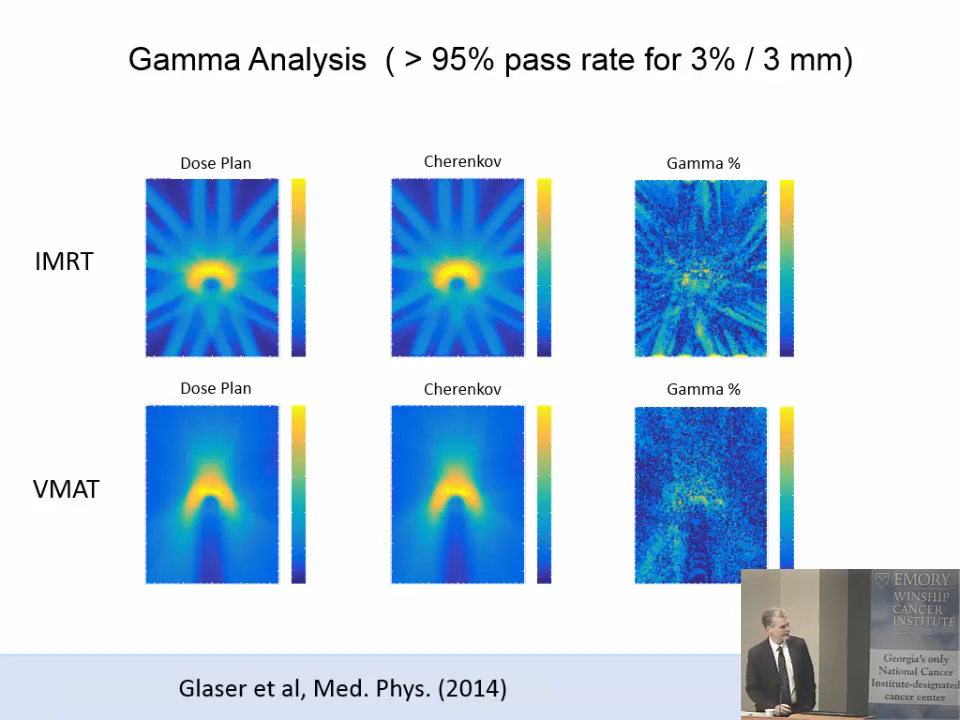 Gamma Analysis ( > 95% pass rate for 3% / 3 mm)
Dose Plan
Cherenkov
Gamma %
IMRT
Dose Plan
Cherenkov
Gamma %
VMAT
EMORY
WINSHIP
CANCER
INSTITUTE
Georgia's only
National Cancer
Institute-designated
cancer center
Glaser et al, Med. Phys. (2014)